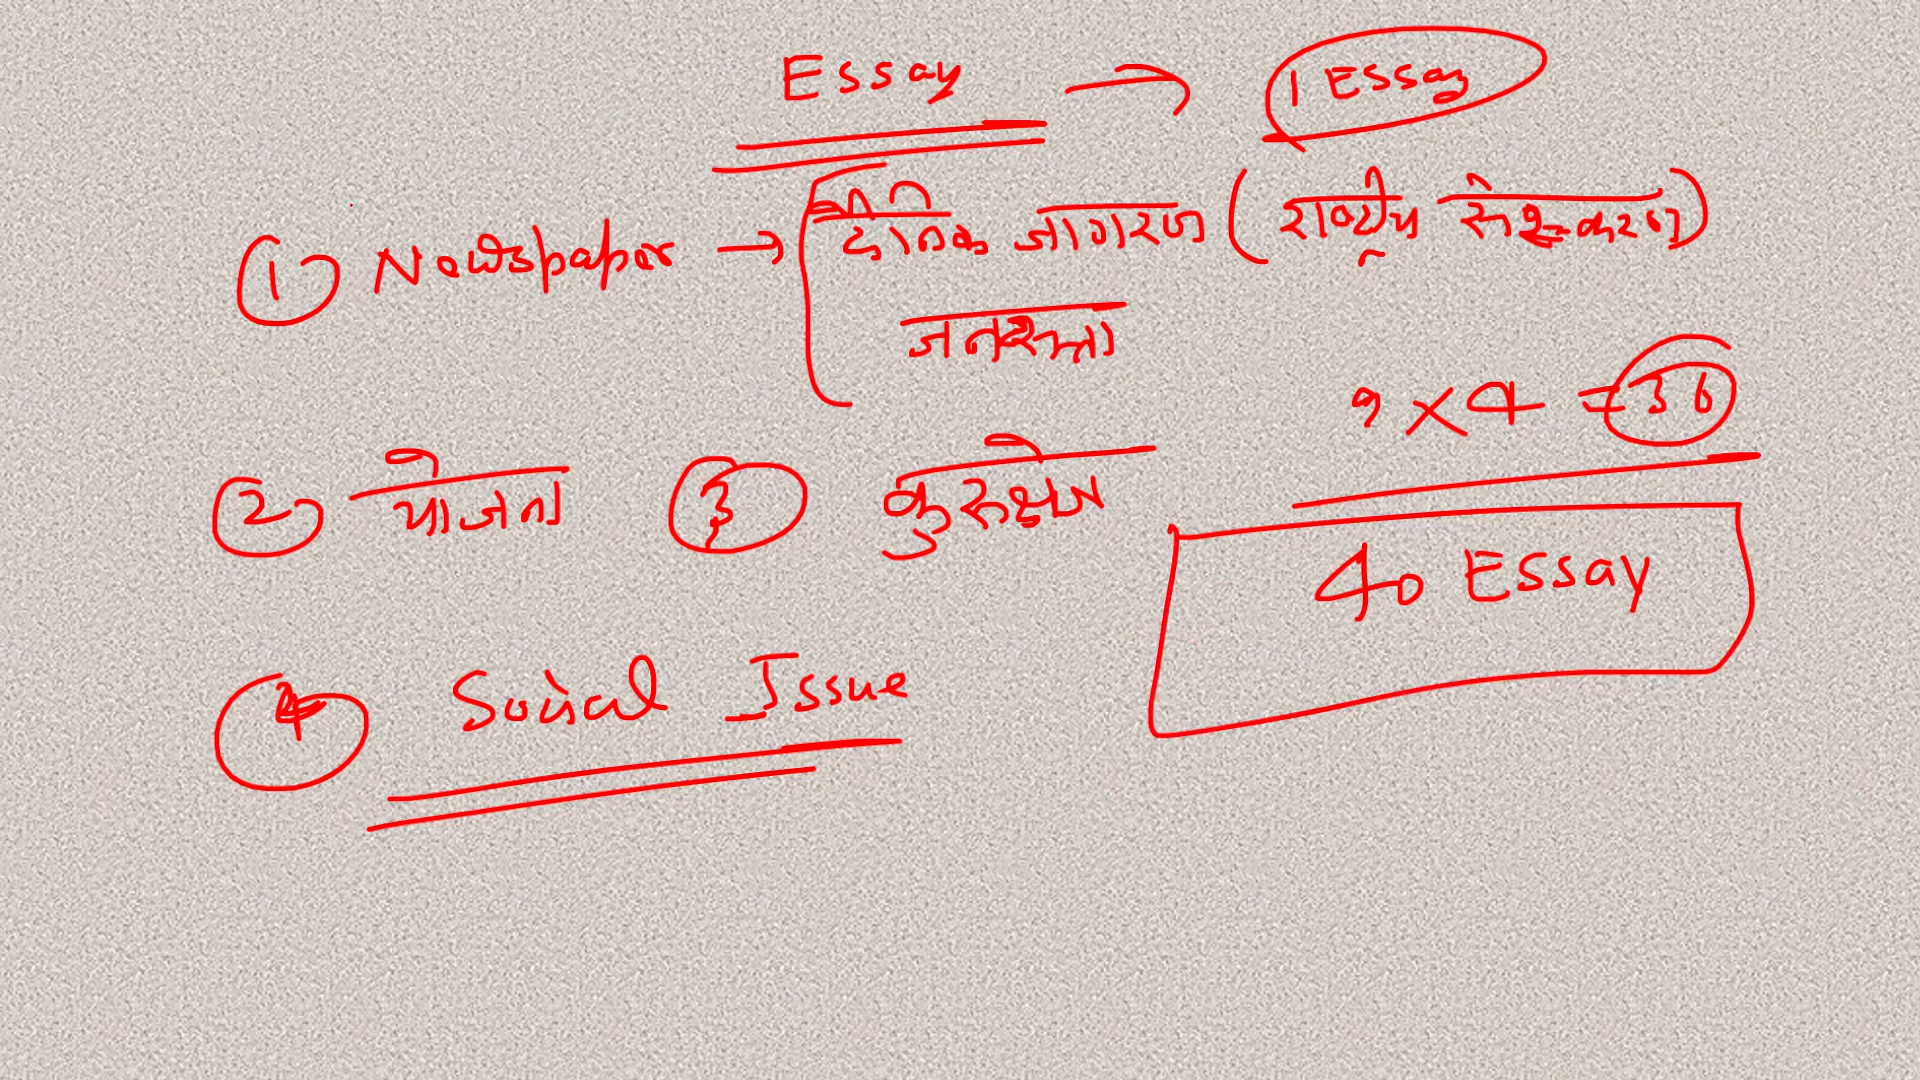 Essay → 1 Essay
① Newspaper → दैनिक जागरण (राष्ट्रीय संस्करण)
जनसत्ता
9 × 4 = 36
② योजना ③ कुरुक्षेत्र
40 Essay
④ Social Issue